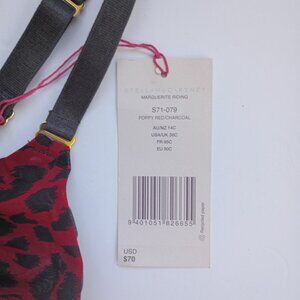 STELLA McCARTNEY
MARGUERITE RIDING
S71-079
POPPY RED/CHARCOAL
AU/NZ 14C
USA/UK 36C
FR 95C
EU 80C
9401051826655
Recycled paper
USD
$70